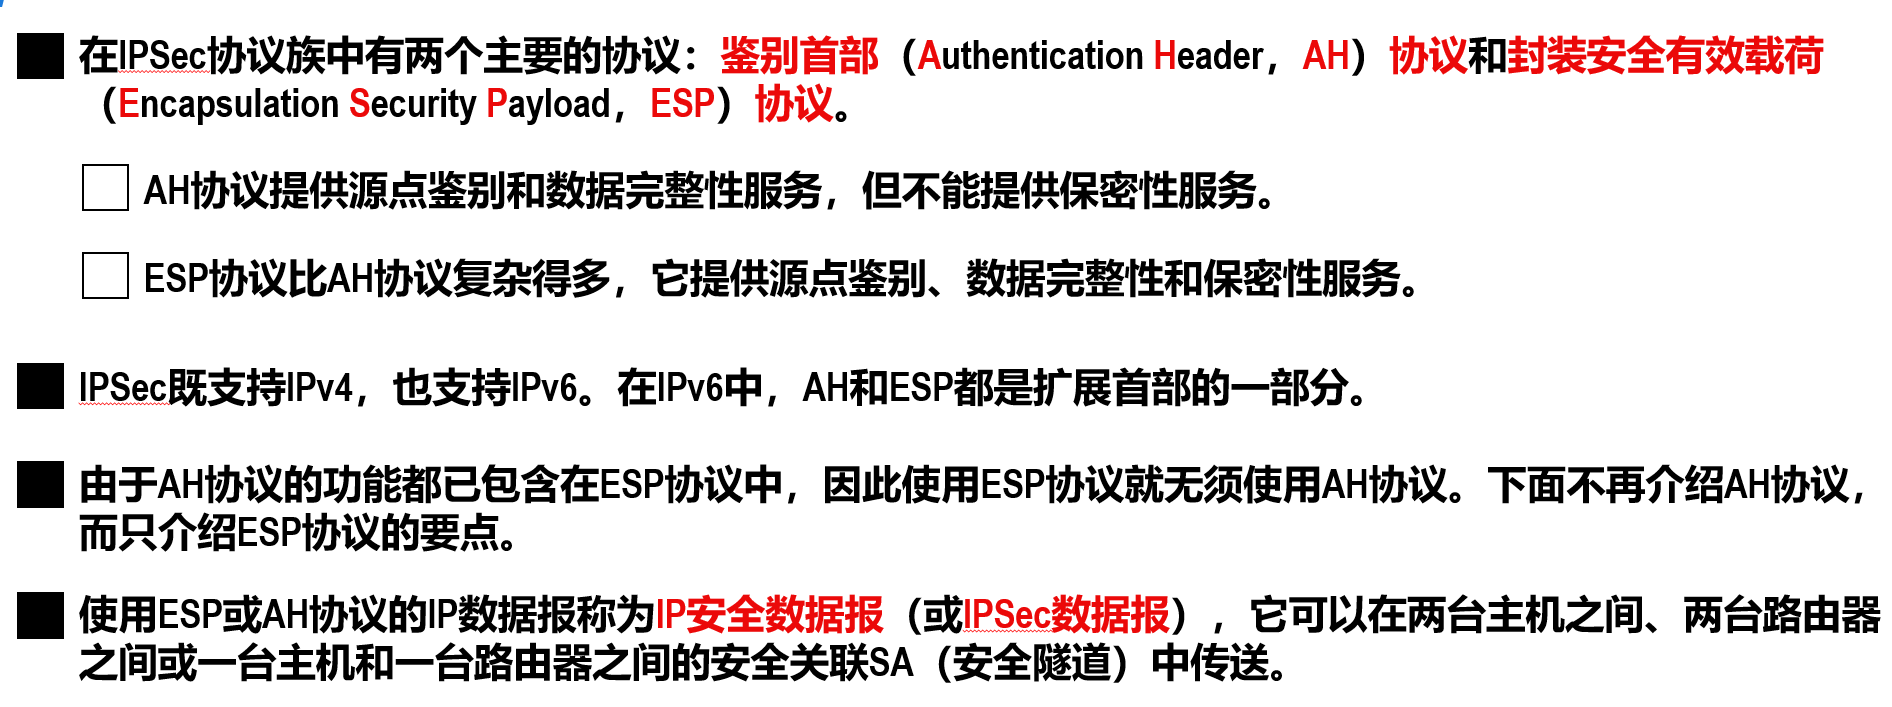 在IPSec协议族中有两个主要的协议：鉴别首部（Authentication Header，AH）协议和封装安全有效载荷
（Encapsulation Security Payload，ESP）协议。
AH协议提供源点鉴别和数据完整性服务，但不能提供保密性服务。
ESP协议比AH协议复杂得多，它提供源点鉴别、数据完整性和保密性服务。
IPSec既支持IPv4，也支持IPv6。在IPv6中，AH和ESP都是扩展首部的一部分。
由于AH协议的功能都已包含在ESP协议中，因此使用ESP协议就无须使用AH协议。下面不再介绍AH协议，
而只介绍ESP协议的要点。
使用ESP或AH协议的IP数据报称为IP安全数据报（或IPSec数据报），它可以在两台主机之间、两台路由器
之间或一台主机和一台路由器之间的安全关联SA（安全隧道）中传送。